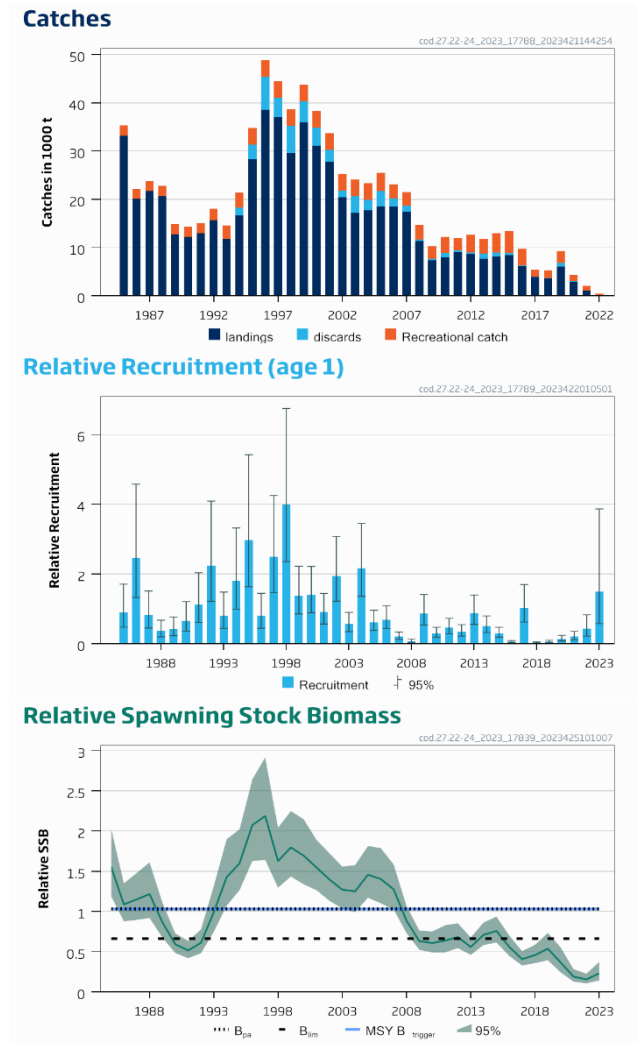 Catches
cod.27.22-24_2023_17788_2023421144254
50
40
30
20
10
0
Catches in 1000 t
1987 1992 1997 2002 2007 2012 2017 2022
landings discards Recreational catch
Relative Recruitment (age 1)
cod.27.22-24_2023_17789_2023422010501
6
4
2
0
Relative Recruitment
1988 1993 1998 2003 2008 2013 2018 2023
Recruitment 95%
Relative Spawning Stock Biomass
cod.27.22-24_2023_17839_2023425101007
3
2.5
2
1.5
1
0.5
0
Relative SSB
1988 1993 1998 2003 2008 2013 2018 2023
Bpa Blim MSY B trigger 95%